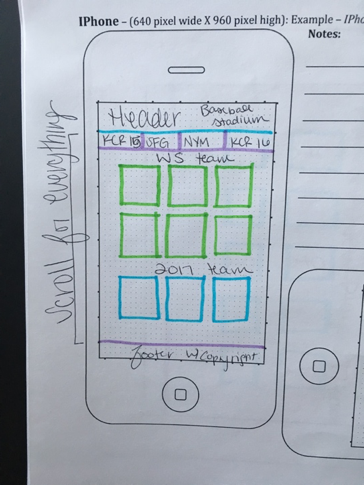 IPhone – (640 pixel wide X 960 pixel high): Example – IPho
Notes:
Scroll for everything
Header Baseball stadium
KCR 15 SFG NYM KCR 16
WS team
2017 team
footer w/copyright